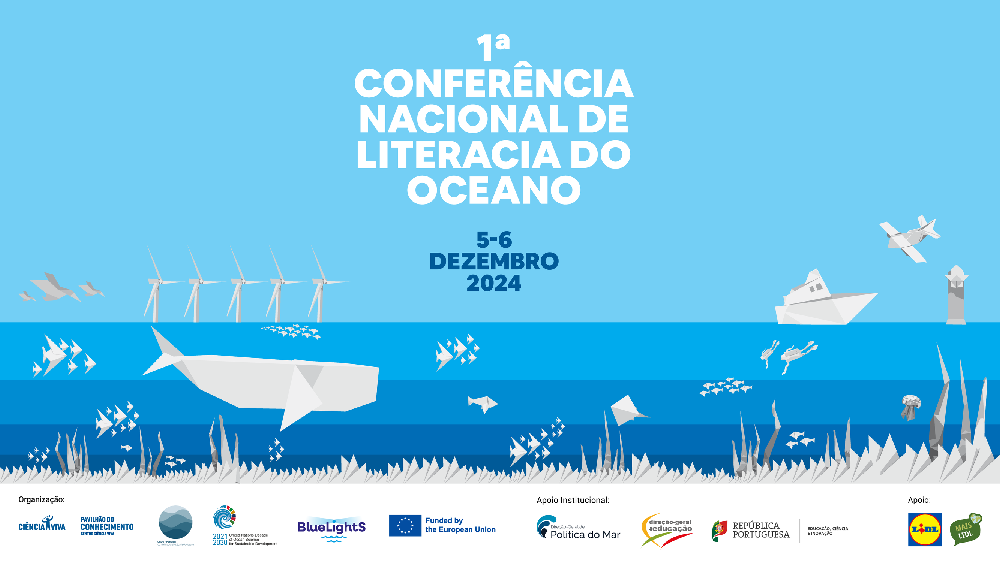 1ª
CONFERÊNCIA
NACIONAL DE
LITERACIA DO
OCEANO
5-6
DEZEMBRO
2024
Organização:
CIÊNCIA VIVA
PAVILHÃO DO
CONHECIMENTO
CENTRO CIÊNCIA VIVA
CNDO - Portugal
Comité Nacional - Década do Oceano
2021
2030
United Nations Decade
of Ocean Science
for Sustainable Development
BlueLightS
Funded by
the European Union
Apoio Institucional:
Direção-Geral de
Política do Mar
direção-geral
da educação
REPÚBLICA
PORTUGUESA
EDUCAÇÃO, CIÊNCIA
E INOVAÇÃO
Apoio:
LiDL
MAIS
LIDL